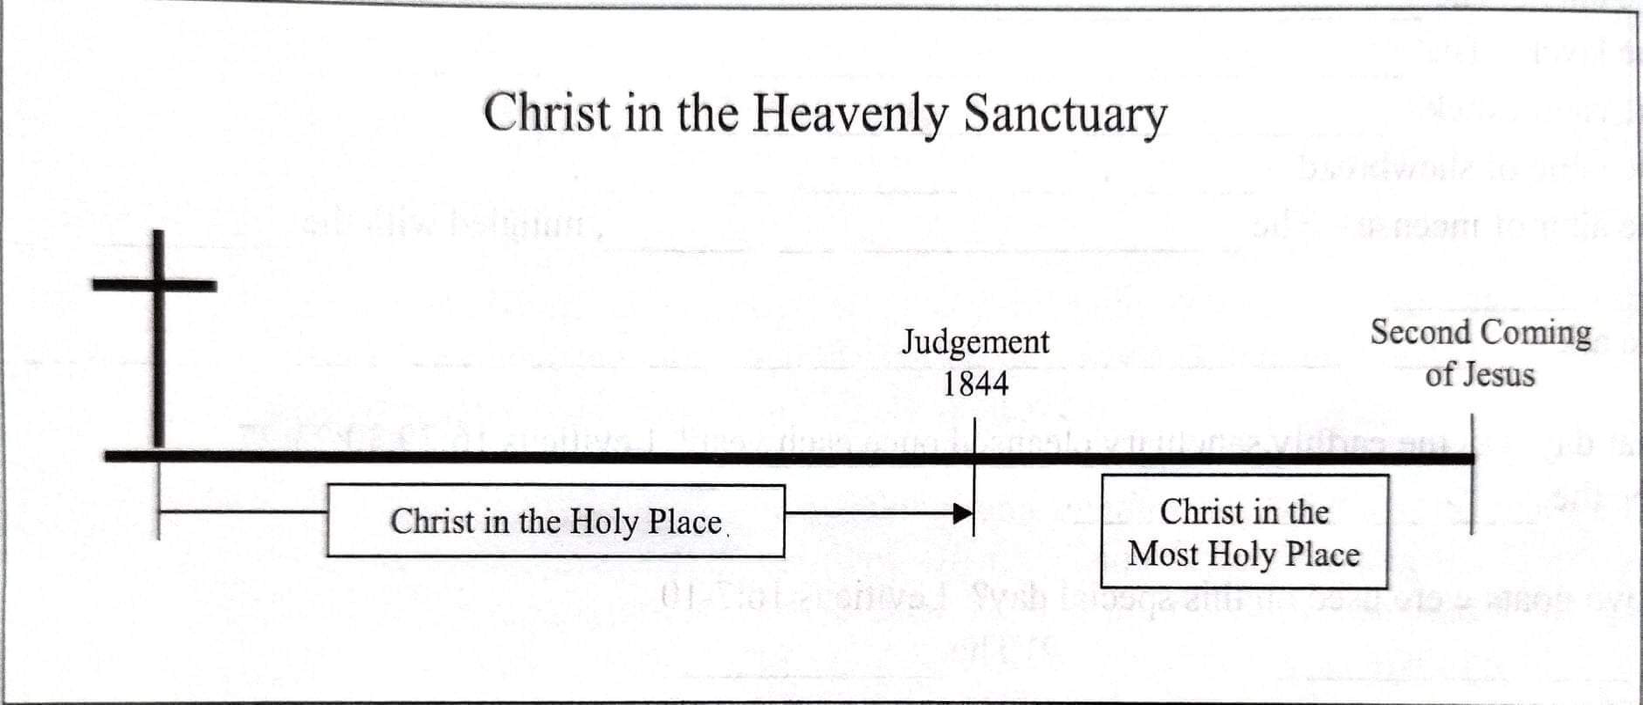 Christ in the Heavenly Sanctuary
Judgement
1844
Second Coming
of Jesus
Christ in the Holy Place
Christ in the
Most Holy Place